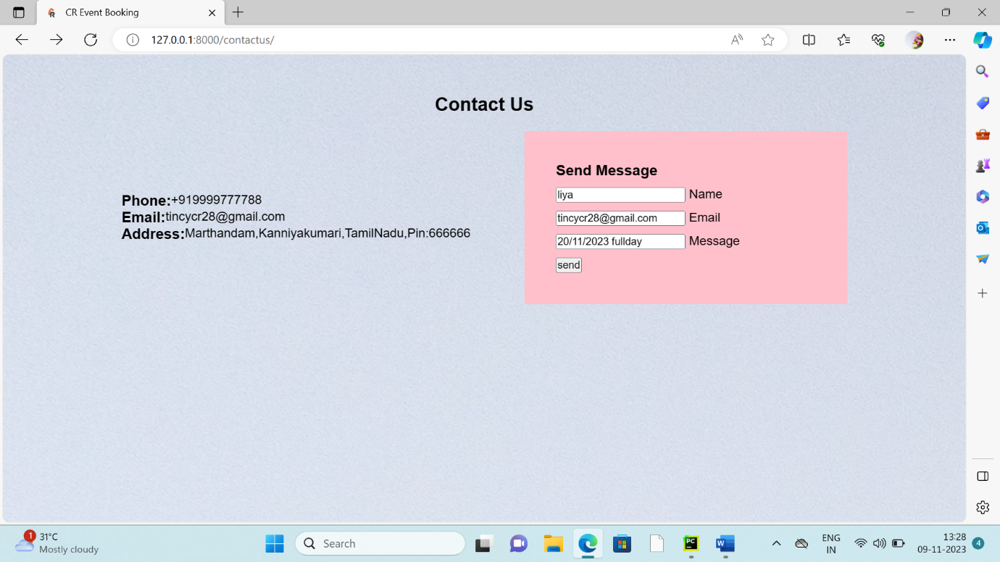 CR Event Booking
127.0.0.1:8000/contactus/
Contact Us
Phone:+919999777788
Email:tincycr28@gmail.com
Address:Marthandam,Kanniyakumari,TamilNadu,Pin:666666
Send Message
liya Name
tincycr28@gmail.com Email
20/11/2023 fullday Message
send
1
31°C
Mostly cloudy
Search
PC
W
ENG
IN
13:28
09-11-2023
4